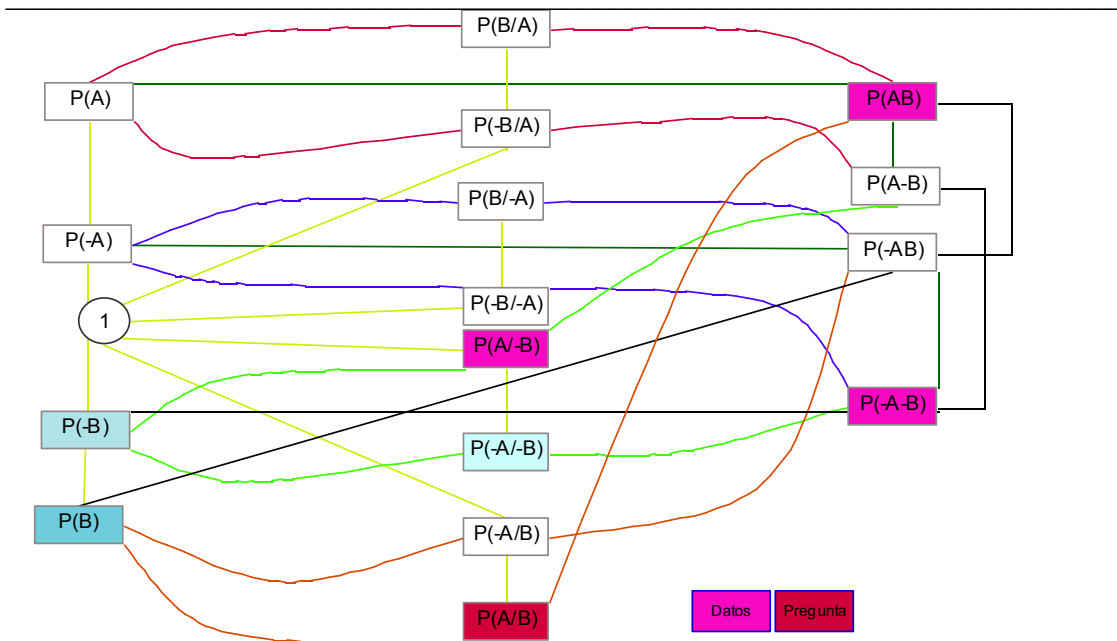 P(B/A)
P(A)
P(AB)
P(-B/A)
P(A-B)
P(B/-A)
P(-A)
P(-AB)
P(-B/-A)
1
P(A/-B)
P(-A-B)
P(-B)
P(-A/-B)
P(B)
P(-A/B)
P(A/B)
Datos
Pregunta